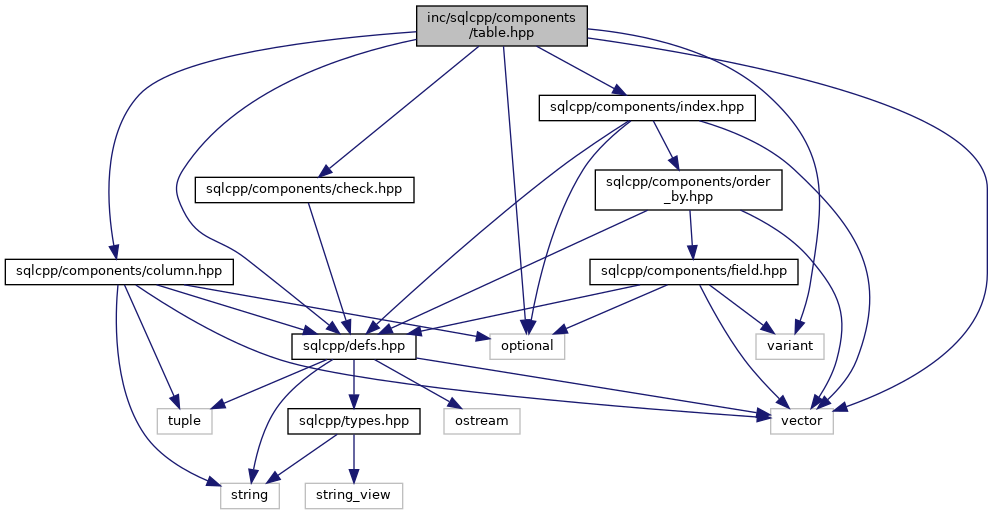 inc/sqlcpp/components
/table.hpp
sqlcpp/components/index.hpp
sqlcpp/components/check.hpp
sqlcpp/components/order
_by.hpp
sqlcpp/components/column.hpp
sqlcpp/components/field.hpp
sqlcpp/defs.hpp
optional
variant
tuple
sqlcpp/types.hpp
ostream
vector
string
string_view